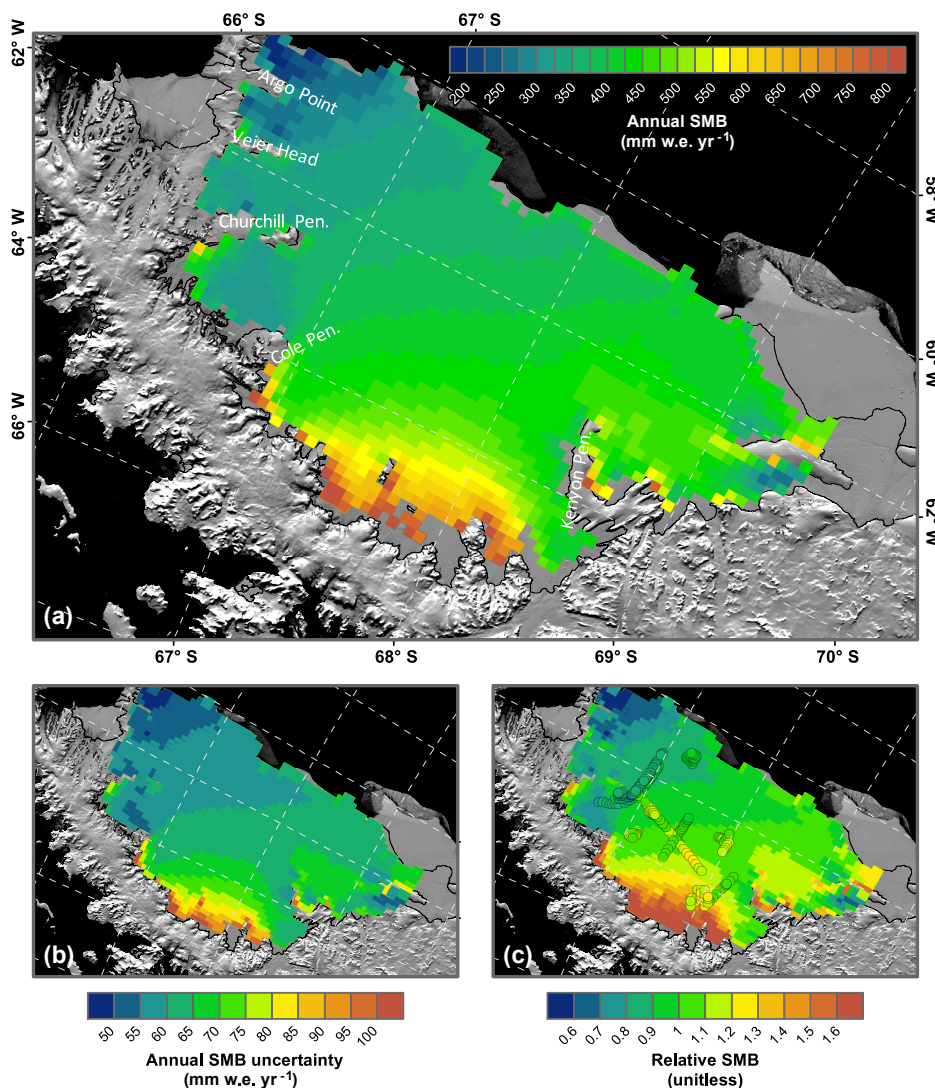 66° S
67° S
62° W
200 250 300 350 400 450 500 550 600 650 700 750 800
Annual SMB
(mm w.e. yr⁻¹)
Argo Point
Veier Head
58° S
Churchill Pen.
64° W
Cole Pen.
60° W
66° W
Kenyon Pen.
62° W
(a)
67° S
68° S
69° S
70° S
(b)
(c)
50 55 60 65 70 75 80 85 90 95 100
0.6 0.7 0.8 0.9 1 1.1 1.2 1.3 1.4 1.5 1.6
Annual SMB uncertainty
(mm w.e. yr⁻¹)
Relative SMB
(unitless)